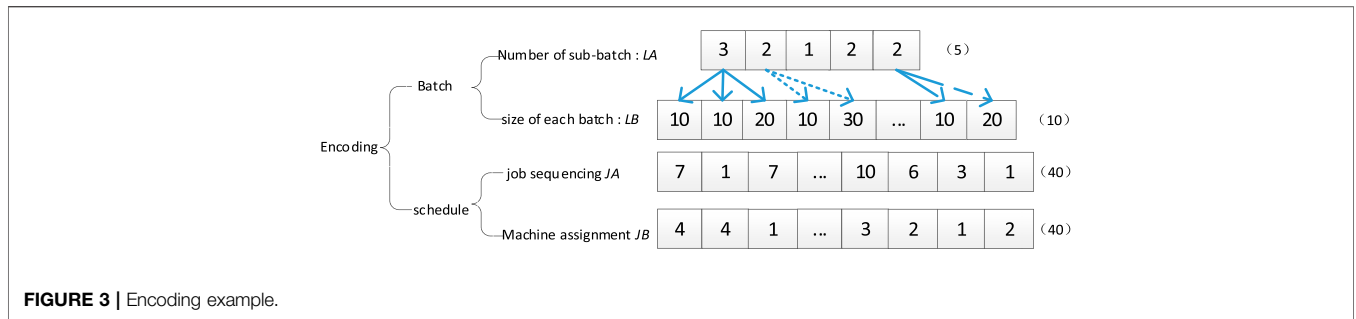 Number of sub-batch : LA 3 2 1 2 2 （5）
Batch
size of each batch : LB 10 10 20 10 30 ... 10 20 （10）
Encoding
job sequencing JA 7 1 7 ... 10 6 3 1 （40）
schedule
Machine assignment JB 4 4 1 ... 3 2 1 2 （40）
FIGURE 3 | Encoding example.